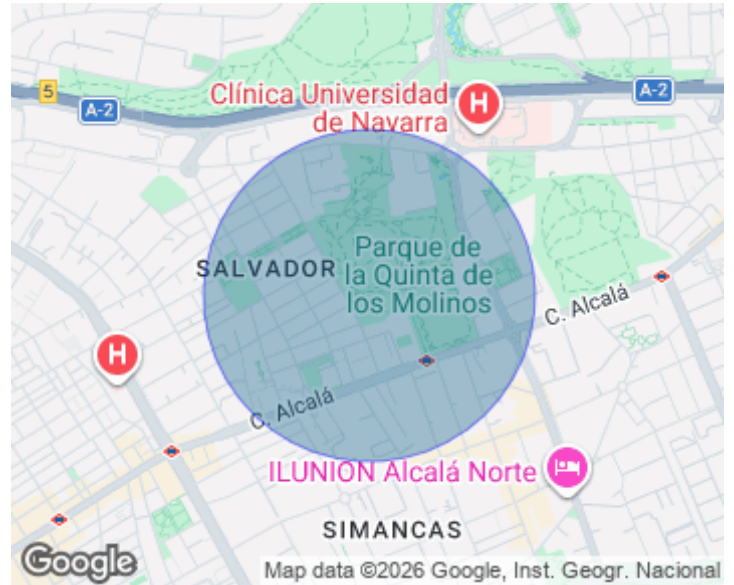 5
A-2
A-2
Clínica Universidad
de Navarra
H
SALVADOR
Parque de
la Quinta de
los Molinos
C. Alcalá
H
C. Alcalá
ILUNION Alcalá Norte
SIMANCAS
Google
Map data ©2026 Google, Inst. Geogr. Nacional